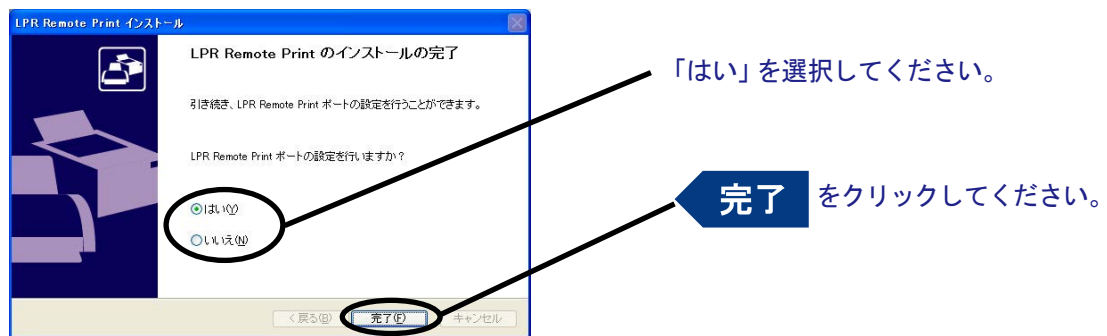 LPR Remote Print インストール
LPR Remote Print のインストールの完了
引き続き、LPR Remote Print ポートの設定を行うことができます。
LPR Remote Print ポートの設定を行いますか?
はい(Y)
いいえ(N)
< 戻る(B)
完了(F)
キャンセル
「はい」を選択してください。
完了 をクリックしてください。